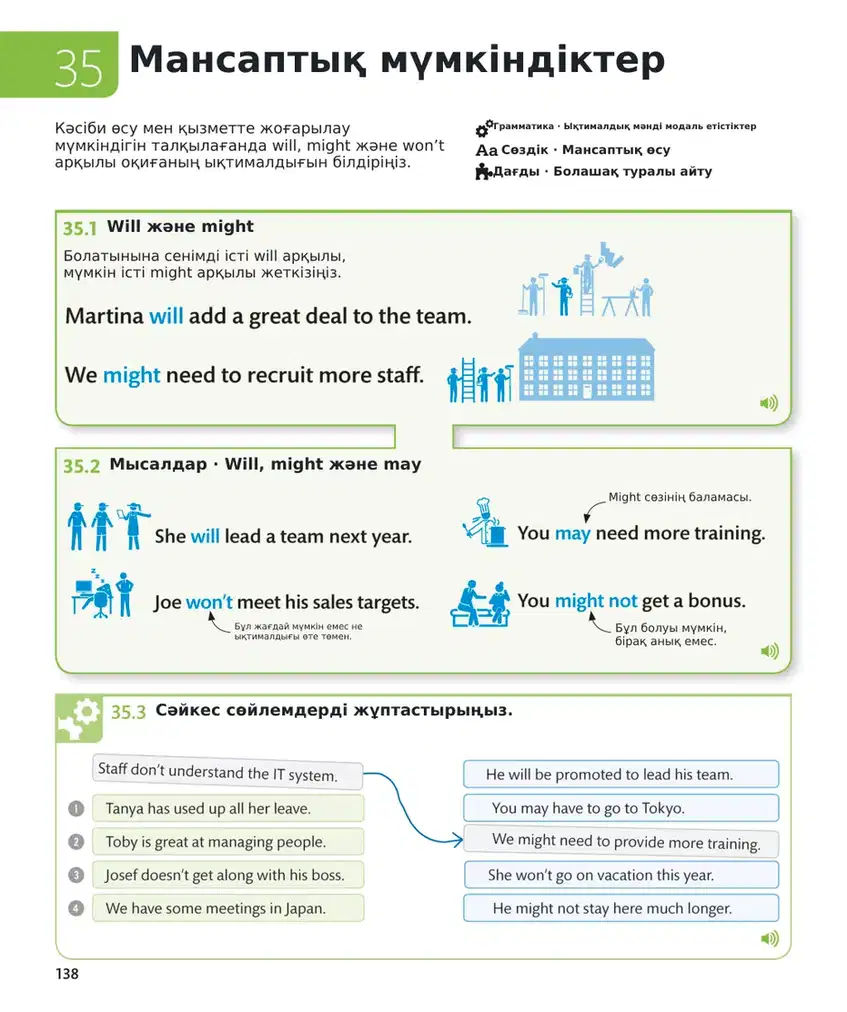 35
Мансаптық мүмкіндіктер
Кәсіби өсу мен қызметте жоғарылау
мүмкіндігін талқылағанда will, might және won’t
арқылы оқиғаның ықтималдығын білдіріңіз.
Грамматика · Ықтималдық мәнді модаль етістіктер
Aa Сөздік · Мансаптық өсу
Дағды · Болашақ туралы айту
35.1 Will және might
Болатынына сенімді істі will арқылы,
мүмкін істі might арқылы жеткізіңіз.
Martina will add a great deal to the team.
We might need to recruit more staff.
35.2 Мысалдар · Will, might және may
She will lead a team next year.
Might сөзінің баламасы.
You may need more training.
Joe won’t meet his sales targets.
Бұл жағдай мүмкін емес не
ықтималдығы өте төмен.
You might not get a bonus.
Бұл болуы мүмкін,
бірақ анық емес.
35.3 Сәйкес сөйлемдерді жұптастырыңыз.
Staff don’t understand the IT system.
1 Tanya has used up all her leave.
2 Toby is great at managing people.
3 Josef doesn’t get along with his boss.
4 We have some meetings in Japan.
He will be promoted to lead his team.
You may have to go to Tokyo.
We might need to provide more training.
She won’t go on vacation this year.
He might not stay here much longer.
138